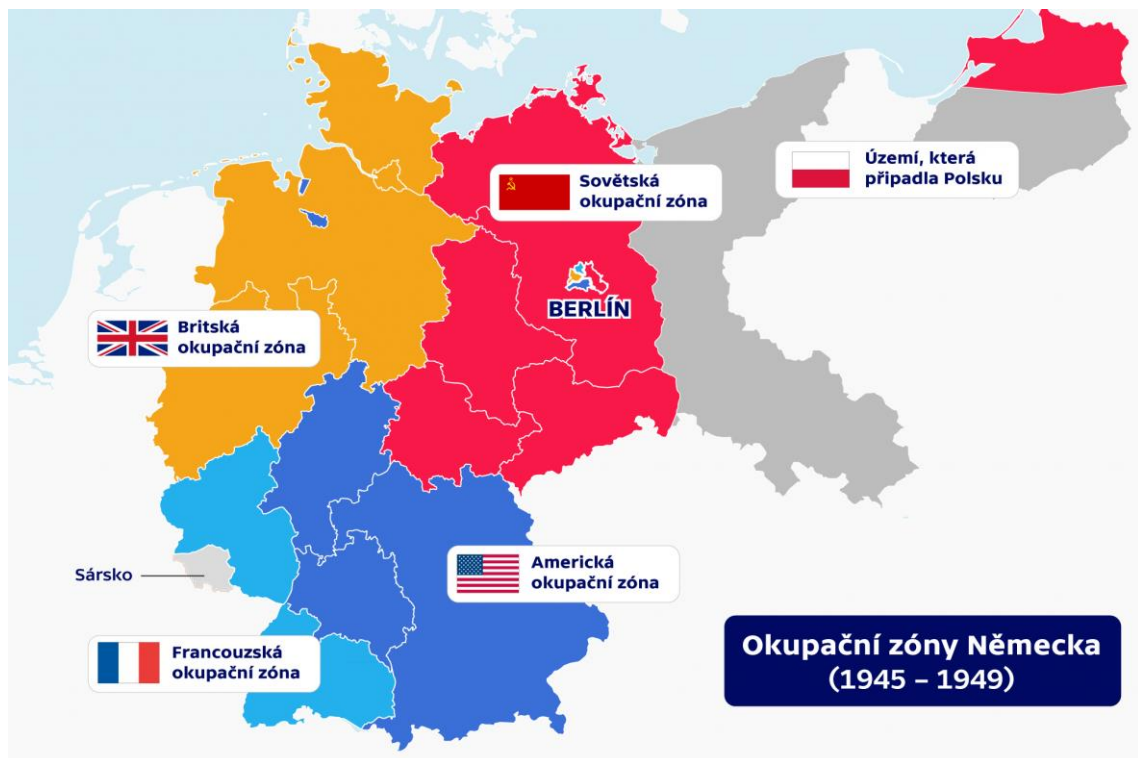 Území, která
připadla Polsku
Sovětská
okupační zóna
BERLÍN
Britská
okupační zóna
Americká
okupační zóna
Sársko
Francouzská
okupační zóna
Okupační zóny Německa
(1945 – 1949)